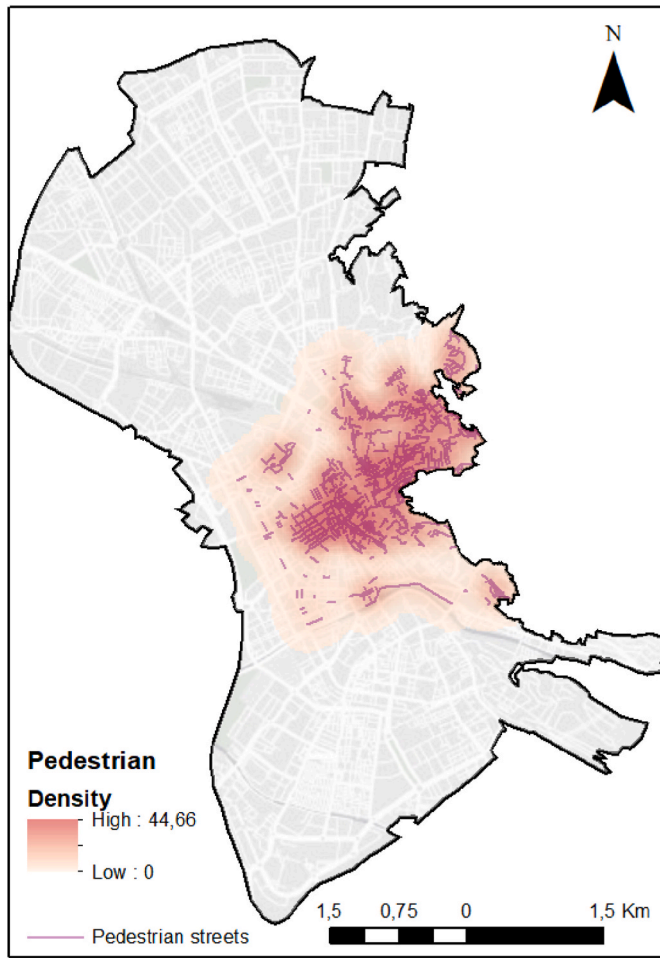 N
Pedestrian
Density
High : 44,66
Low : 0
Pedestrian streets
1,5 0,75 0 1,5 Km